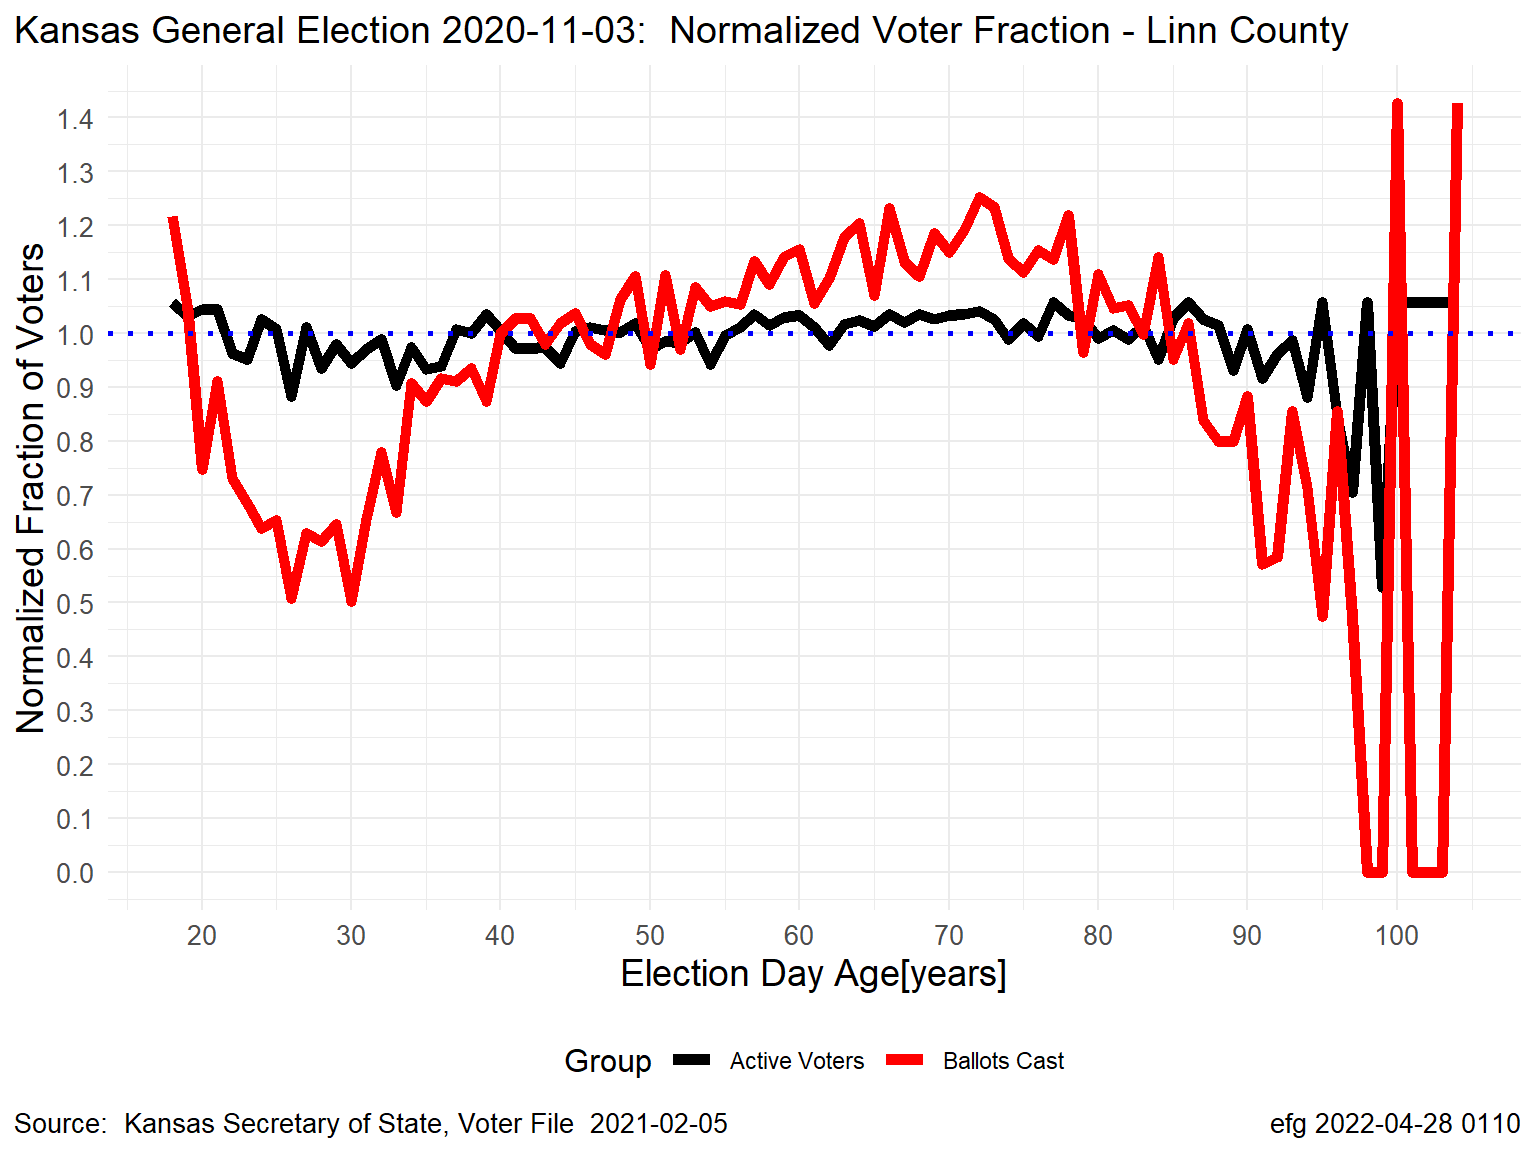 Kansas General Election 2020-11-03:  Normalized Voter Fraction - Linn County
Normalized Fraction of Voters
1.4
1.3
1.2
1.1
1.0
0.9
0.8
0.7
0.6
0.5
0.4
0.3
0.2
0.1
0.0
20 30 40 50 60 70 80 90 100
Election Day Age[years]
Group Active Voters Ballots Cast
Source:  Kansas Secretary of State, Voter File  2021-02-05 efg 2022-04-28 0110